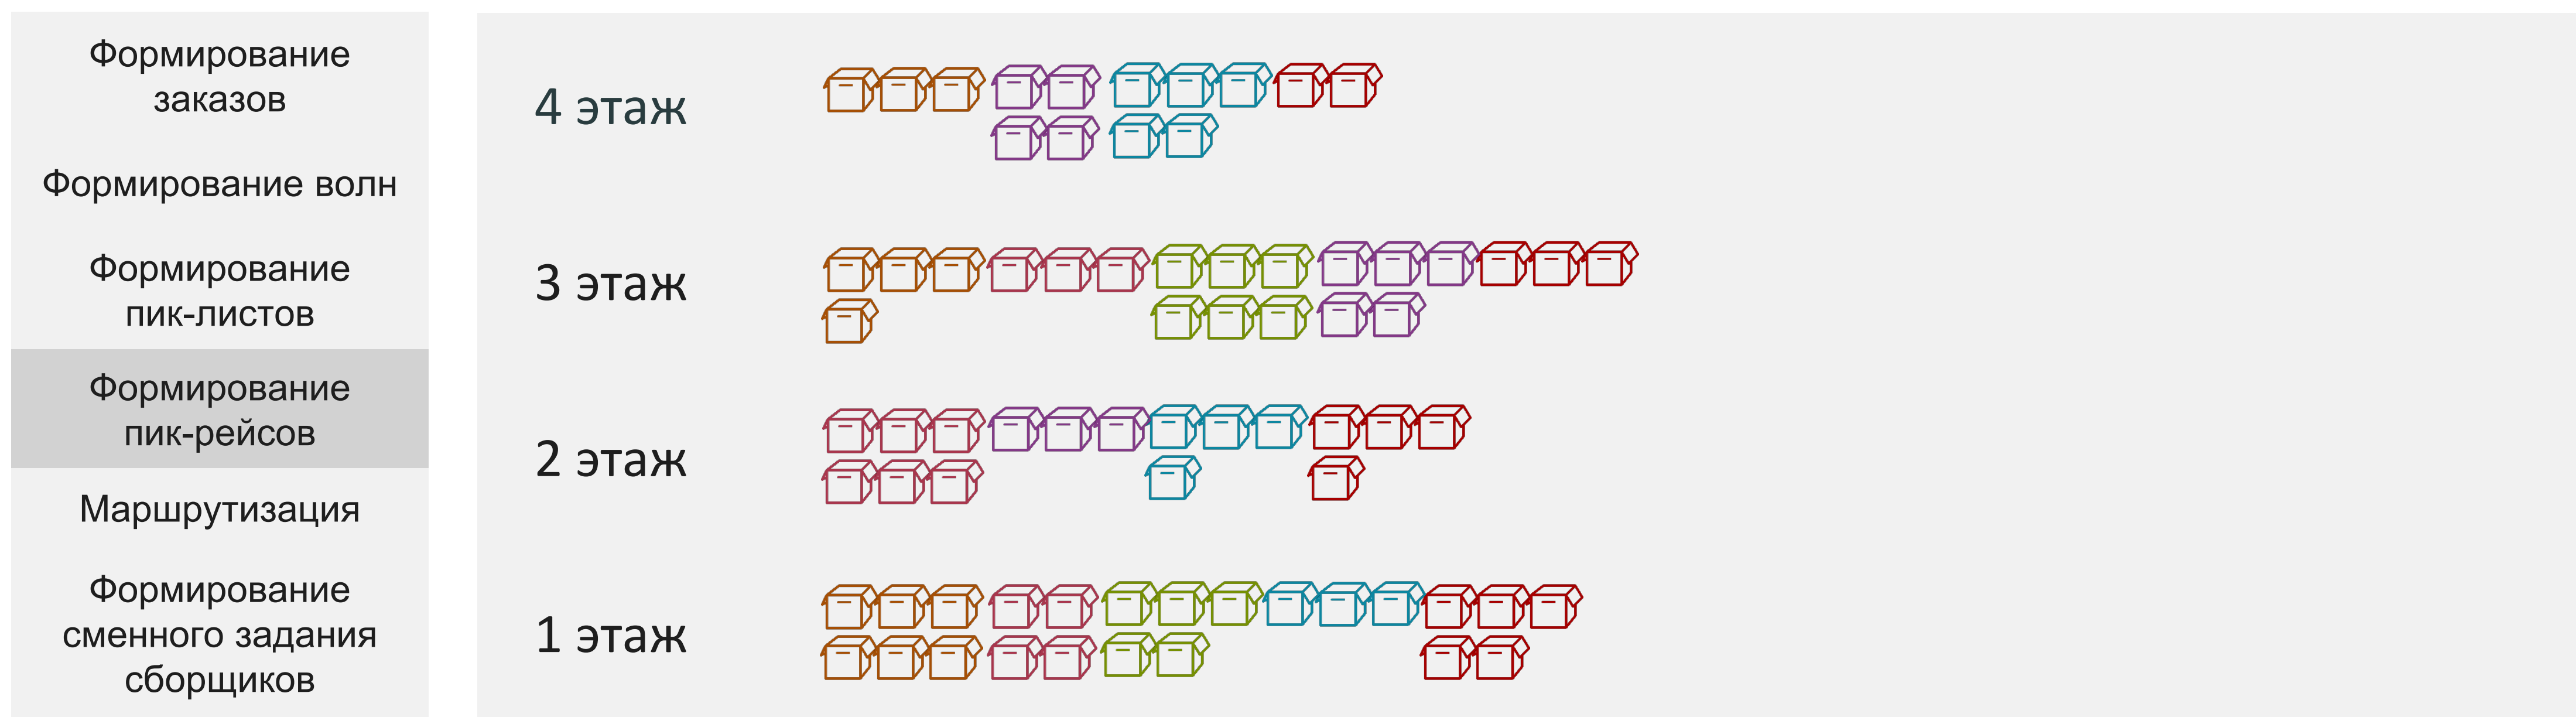 Формирование
заказов
Формирование волн
Формирование
пик-листов
Формирование
пик-рейсов
Маршрутизация
Формирование
сменного задания
сборщиков
4 этаж
3 этаж
2 этаж
1 этаж